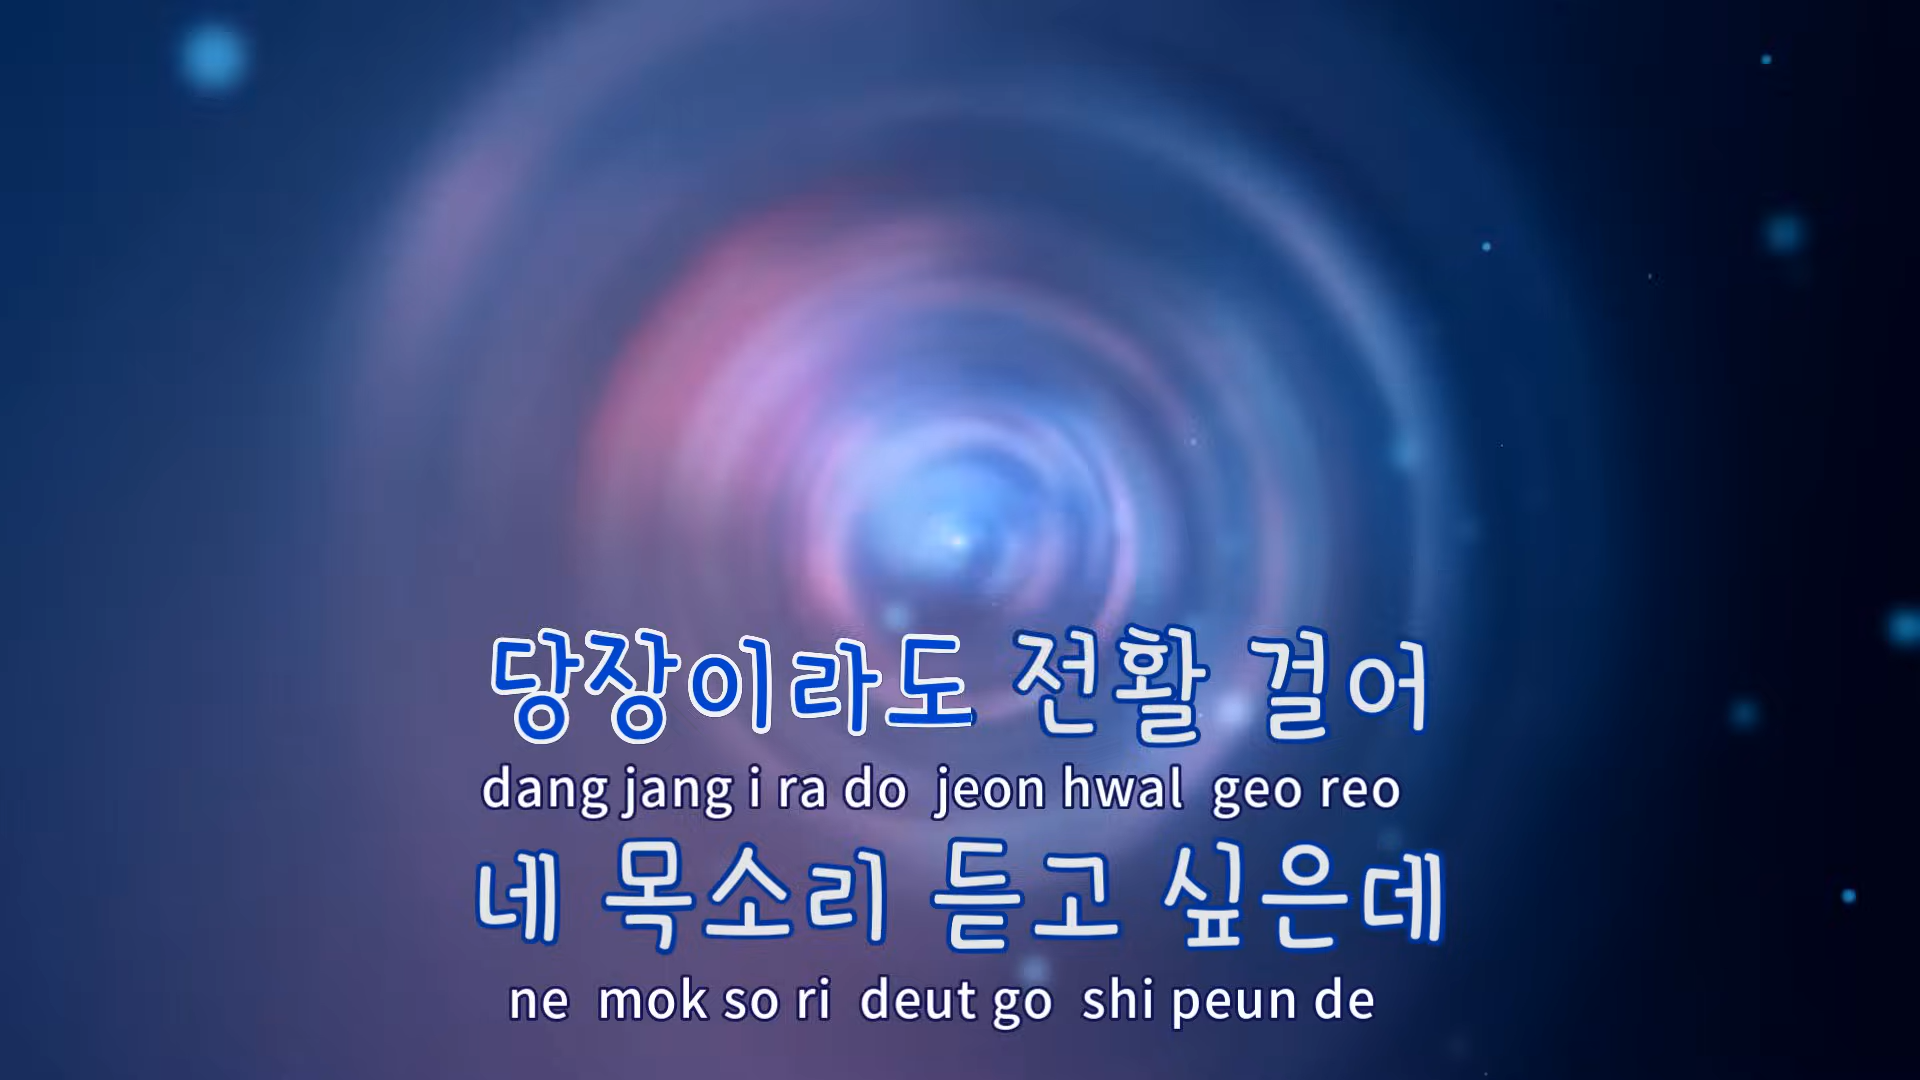 당장이라도 전활 걸어
dang jang i ra do jeon hwal geo reo
네 목소리 듣고 싶은데
ne mok so ri deut go shi peun de